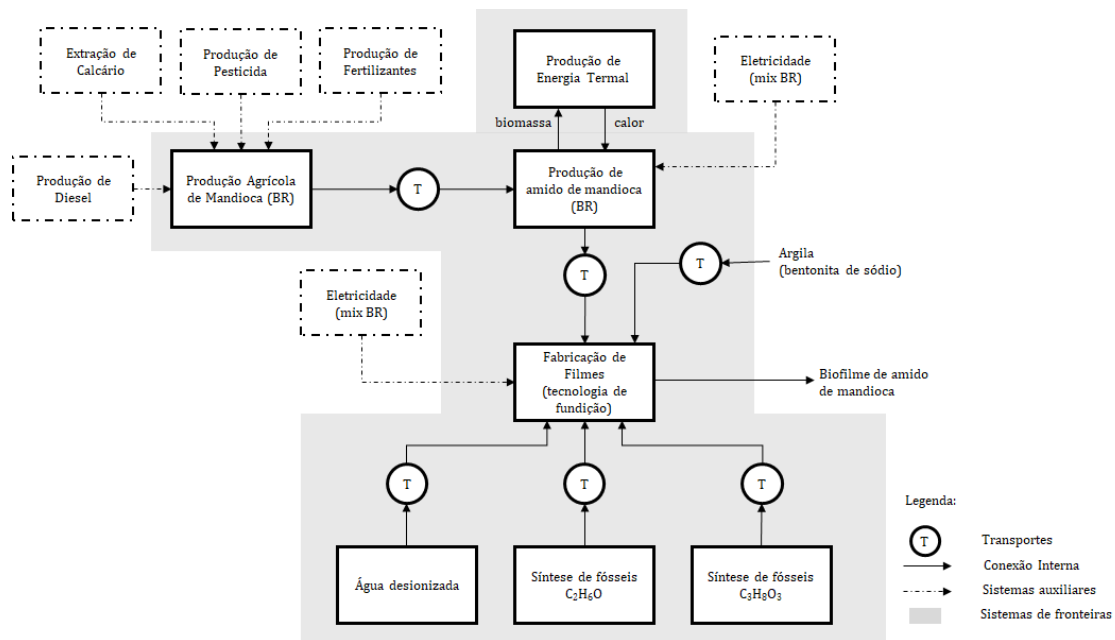 Extração de
Calcário
Produção de
Pesticida
Produção de
Fertilizantes
Produção de
Energia Termal
Eletricidade
(mix BR)
biomassa
calor
Produção de
Diesel
Produção Agrícola
de Mandioca (BR)
T
Produção de
amido de mandioca
(BR)
T
T
Argila
(bentonita de sódio)
Eletricidade
(mix BR)
Fabricação de
Filmes
(tecnologia de
fundição)
Biofilme de amido
de mandioca
T
T
T
Água desionizada
Síntese de fósseis
C₂H₆O
Síntese de fósseis
C₃H₈O₃
Legenda:
T
Transportes
Conexão Interna
Sistemas auxiliares
Sistemas de fronteiras